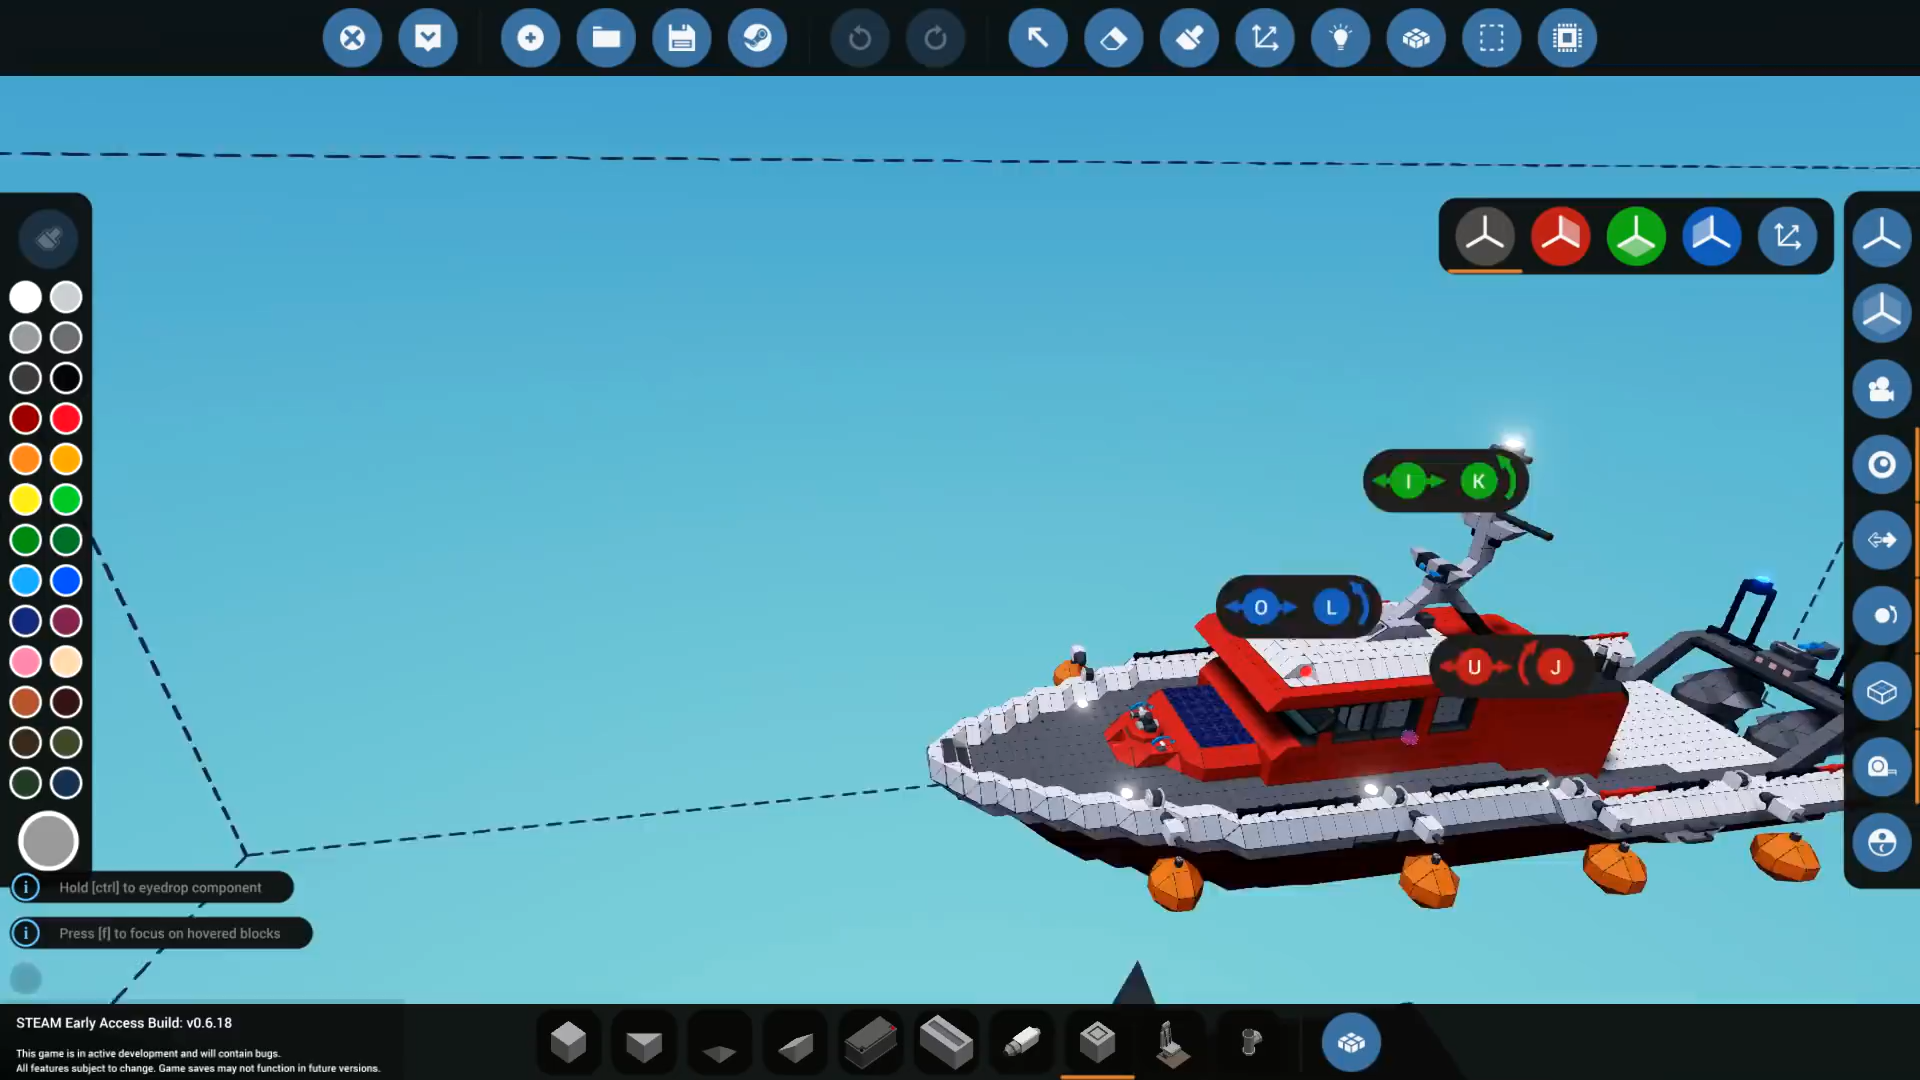 I
K
O
L
U
J
Hold [ctrl] to eyedrop component
Press [f] to focus on hovered blocks
STEAM Early Access Build: v0.6.18
This game is in active development and will contain bugs.
All features subject to change. Game saves may not function in future versions.